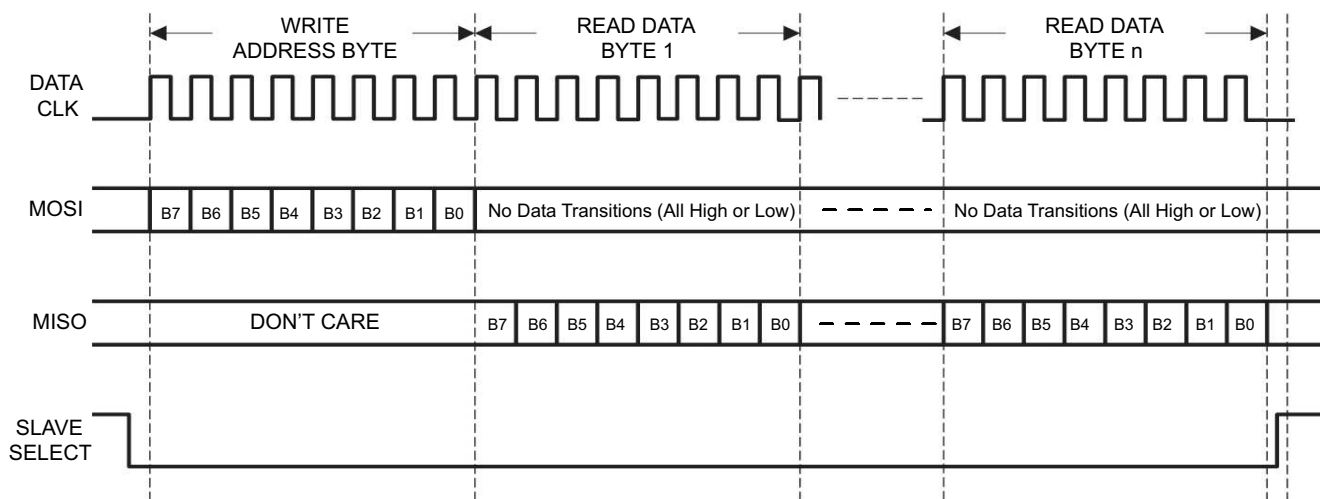 WRITE READ DATA READ DATA
ADDRESS BYTE BYTE 1 BYTE n
DATA
CLK
MOSI B7 B6 B5 B4 B3 B2 B1 B0 No Data Transitions (All High or Low) No Data Transitions (All High or Low)
MISO DON'T CARE B7 B6 B5 B4 B3 B2 B1 B0 B7 B6 B5 B4 B3 B2 B1 B0
SLAVE
SELECT